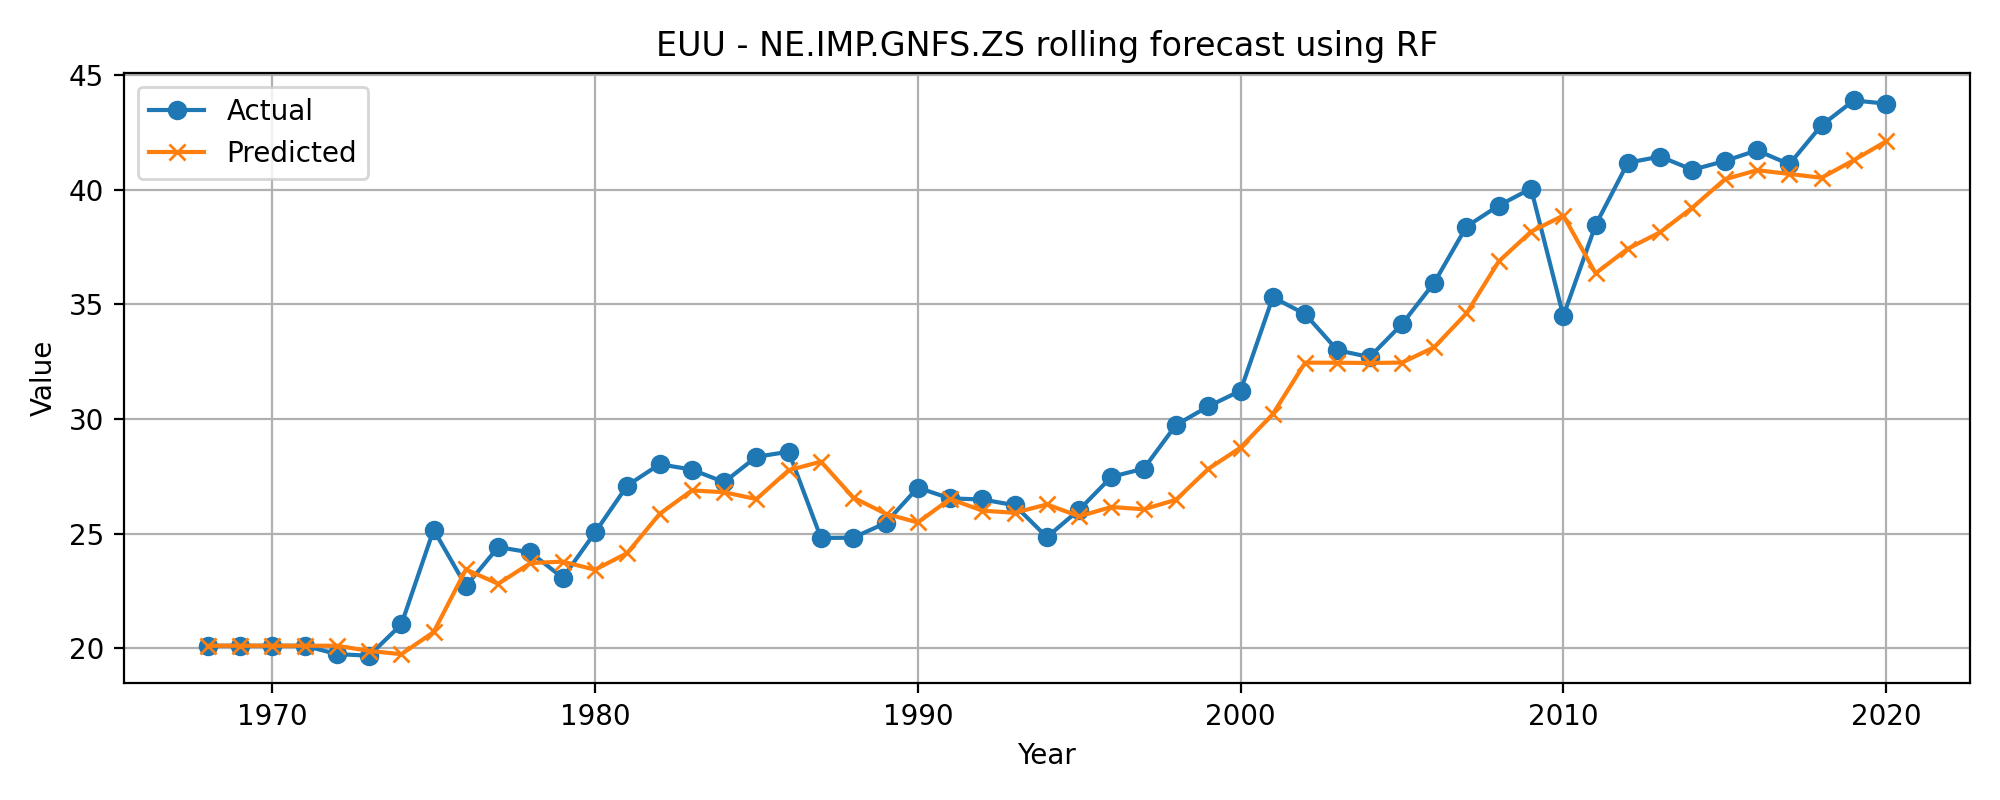 EUU - NE.IMP.GNFS.ZS rolling forecast using RF
Actual
Predicted
45
40
35
30
25
20
Value
1970 1980 1990 2000 2010 2020
Year